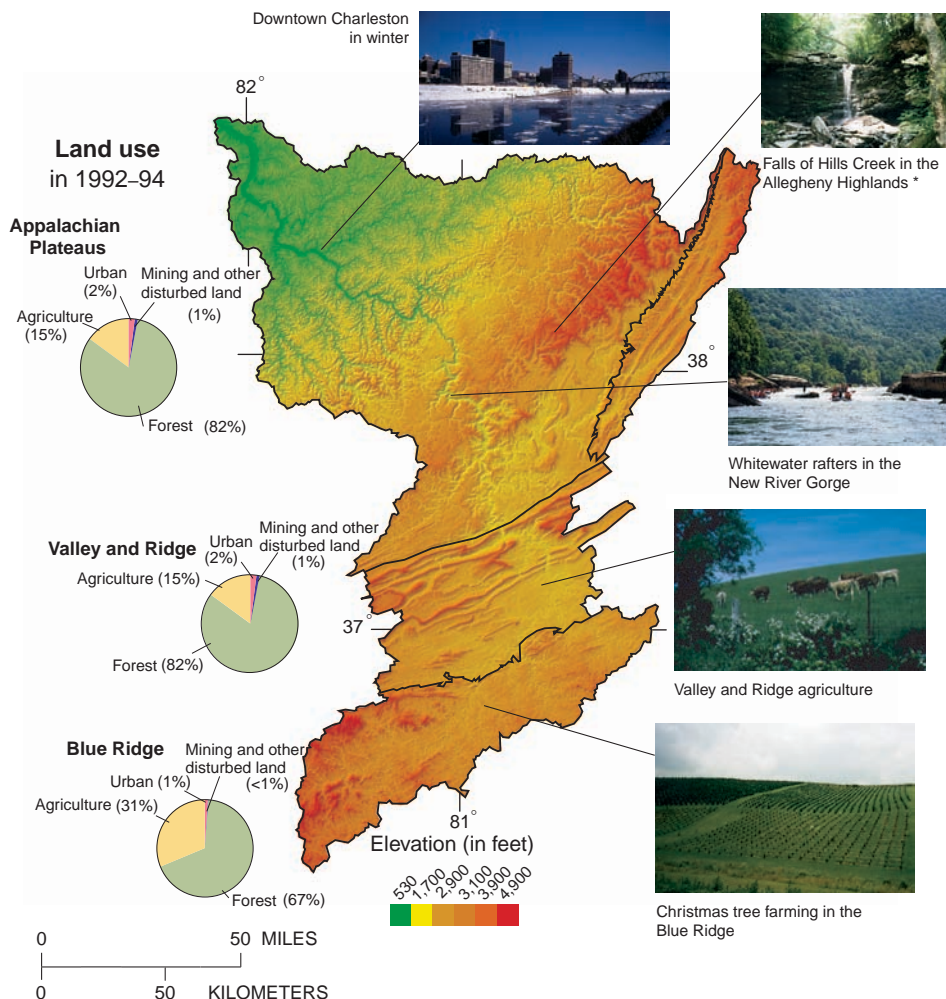 Downtown Charleston
in winter
82°
Land use
in 1992–94
Falls of Hills Creek in the
Allegheny Highlands *
Appalachian
Plateaus
Urban
(2%)
Mining and other
disturbed land
(1%)
Agriculture
(15%)
Forest (82%)
38°
Whitewater rafters in the
New River Gorge
Valley and Ridge
Urban
(2%)
Mining and other
disturbed land
(1%)
Agriculture (15%)
Forest (82%)
37°
Valley and Ridge agriculture
Blue Ridge
Mining and other
disturbed land
(<1%)
Urban (1%)
Agriculture (31%)
Forest (67%)
81°
Elevation (in feet)
530
1,700
2,900
3,100
3,900
4,900
Christmas tree farming in the
Blue Ridge
0 50 MILES
0 50 KILOMETERS